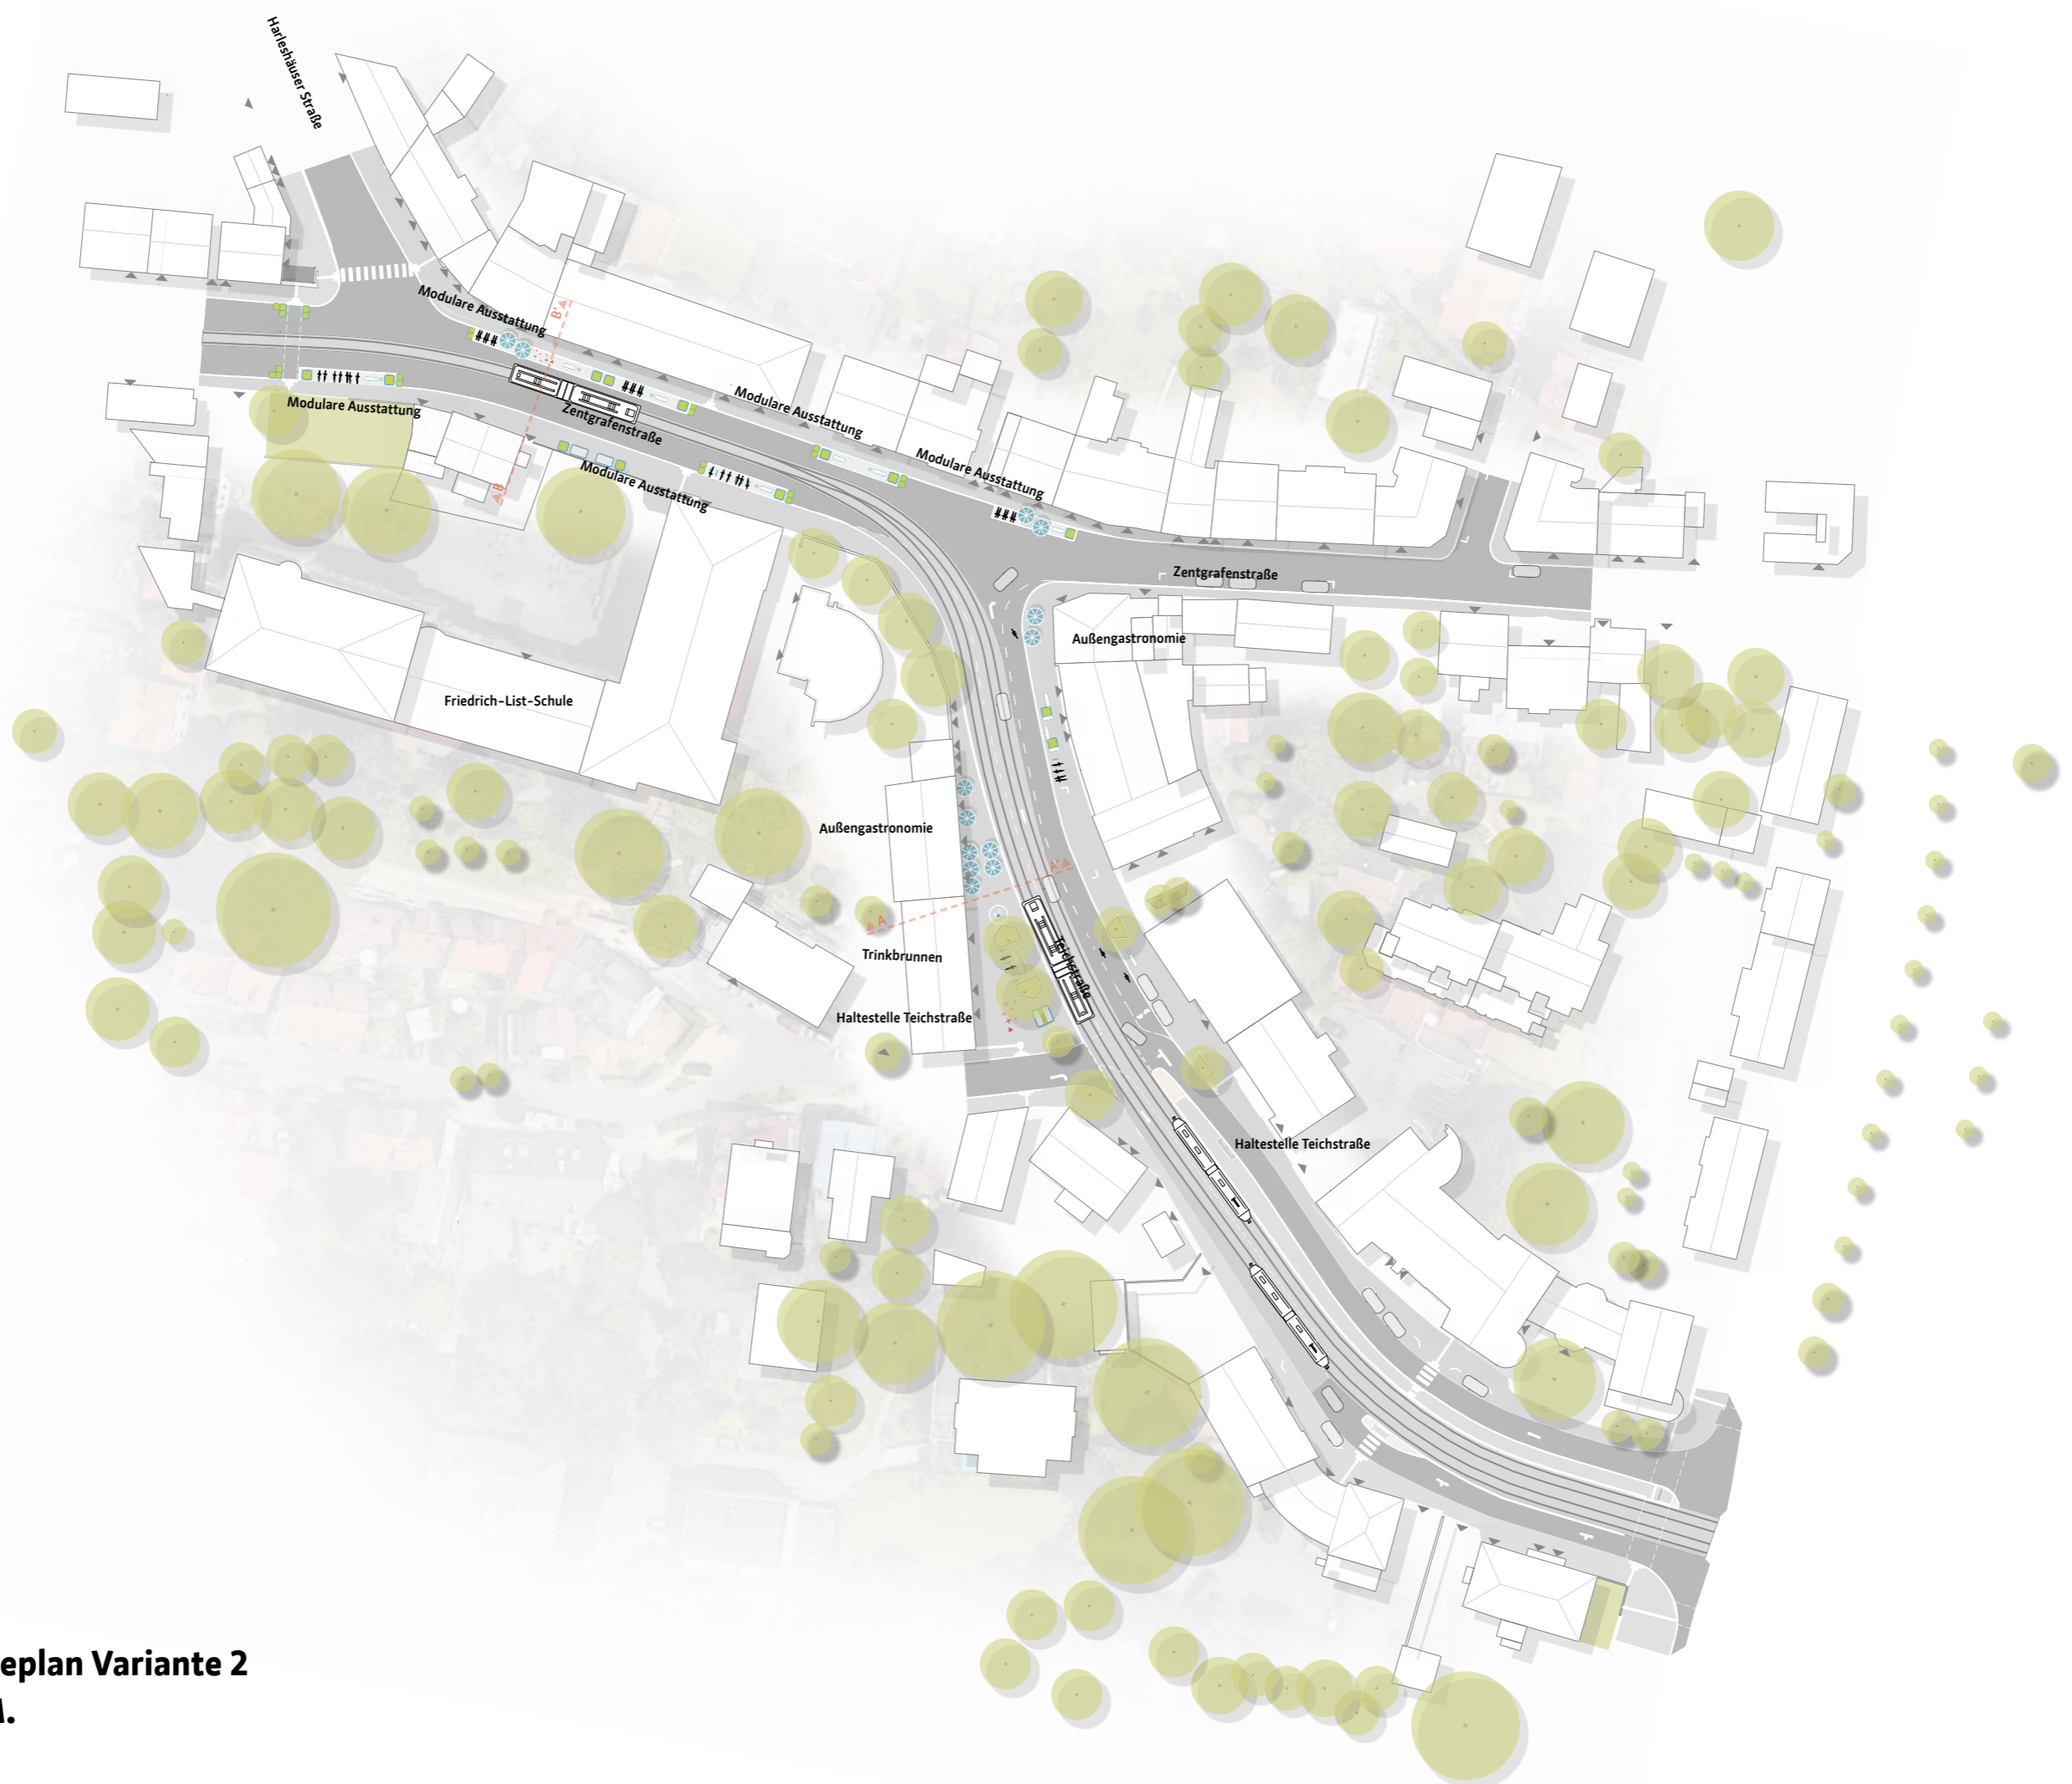 Harleshäuser Straße
Modulare Ausstattung
B'
Modulare Ausstattung
Modulare Ausstattung
Zentgrafenstraße
Modulare Ausstattung
Modulare Ausstattung
B
Zentgrafenstraße
Außengastronomie
Friedrich-List-Schule
Außengastronomie
A'
A
Trinkbrunnen
Teichstraße
Haltestelle Teichstraße
Haltestelle Teichstraße
eplan Variante 2